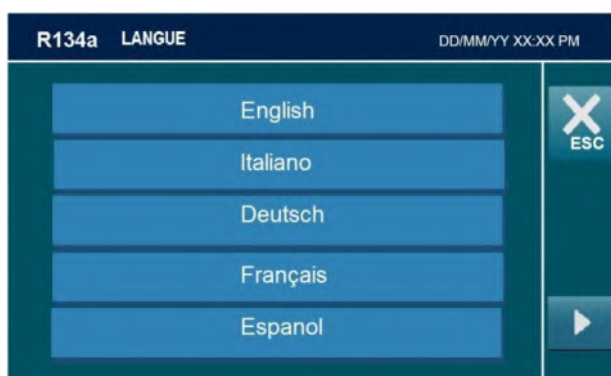 R134a LANGUE DD/MM/YY XX:XX PM
English
ESC
Italiano
Deutsch
Français
Espanol